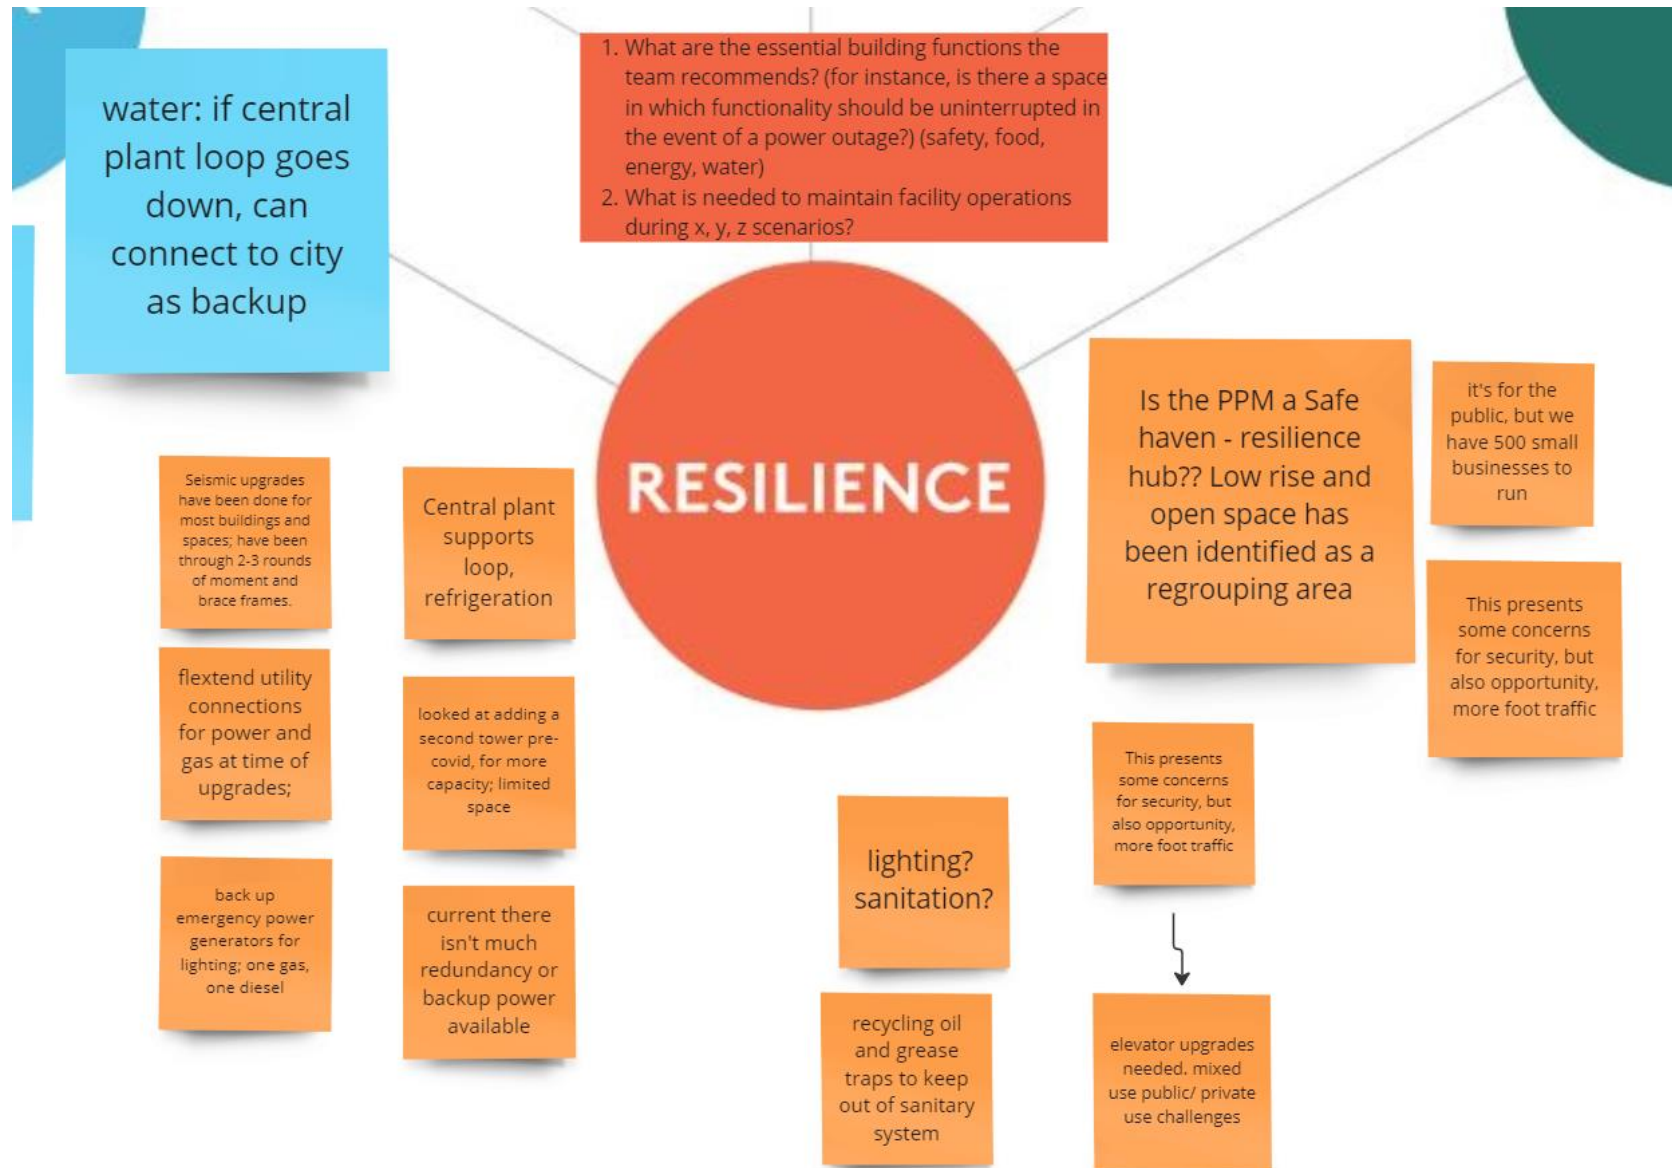 water: if central
plant loop goes
down, can
connect to city
as backup
1. What are the essential building functions the
team recommends? (for instance, is there a space
in which functionality should be uninterrupted in
the event of a power outage?) (safety, food,
energy, water)
2. What is needed to maintain facility operations
during x, y, z scenarios?
RESILIENCE
Seismic upgrades
have been done for
most buildings and
spaces; have been
through 2-3 rounds
of moment and
brace frames.
flextend utility
connections
for power and
gas at time of
upgrades;
back up
emergency power
generators for
lighting; one gas,
one diesel
Central plant
supports
loop,
refrigeration
looked at adding a
second tower pre-
covid, for more
capacity; limited
space
current there
isn't much
redundancy or
backup power
available
Is the PPM a Safe
haven - resilience
hub?? Low rise and
open space has
been identified as a
regrouping area
it's for the
public, but we
have 500 small
businesses to
run
This presents
some concerns
for security, but
also opportunity,
more foot traffic
This presents
some concerns
for security, but
also opportunity,
more foot traffic
lighting?
sanitation?
recycling oil
and grease
traps to keep
out of sanitary
system
elevator upgrades
needed. mixed
use public/ private
use challenges